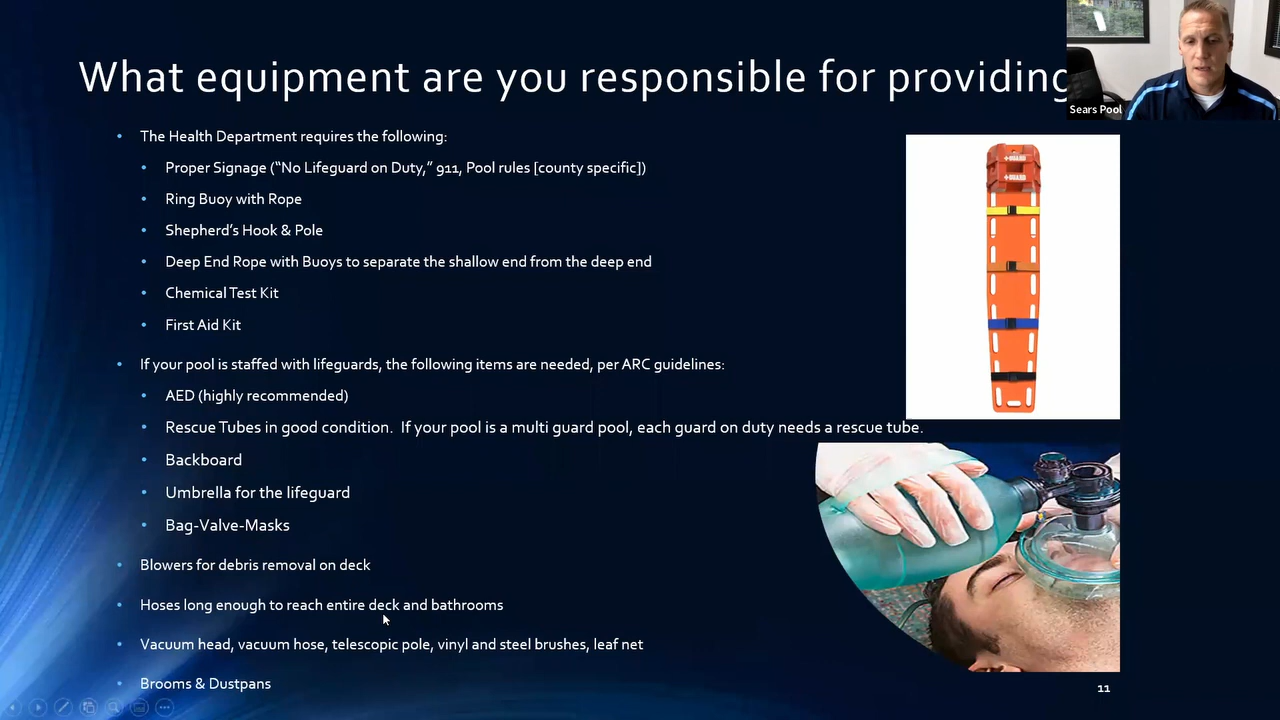 What equipment are you responsible for providing
Sears Pool
The Health Department requires the following:
Proper Signage (“No Lifeguard on Duty,” 911, Pool rules [county specific])
Ring Buoy with Rope
Shepherd’s Hook & Pole
Deep End Rope with Buoys to separate the shallow end from the deep end
Chemical Test Kit
First Aid Kit
If your pool is staffed with lifeguards, the following items are needed, per ARC guidelines:
AED (highly recommended)
Rescue Tubes in good condition.  If your pool is a multi guard pool, each guard on duty needs a rescue tube.
Backboard
Umbrella for the lifeguard
Bag-Valve-Masks
Blowers for debris removal on deck
Hoses long enough to reach entire deck and bathrooms
Vacuum head, vacuum hose, telescopic pole, vinyl and steel brushes, leaf net
Brooms & Dustpans
GUARD
GUARD
11